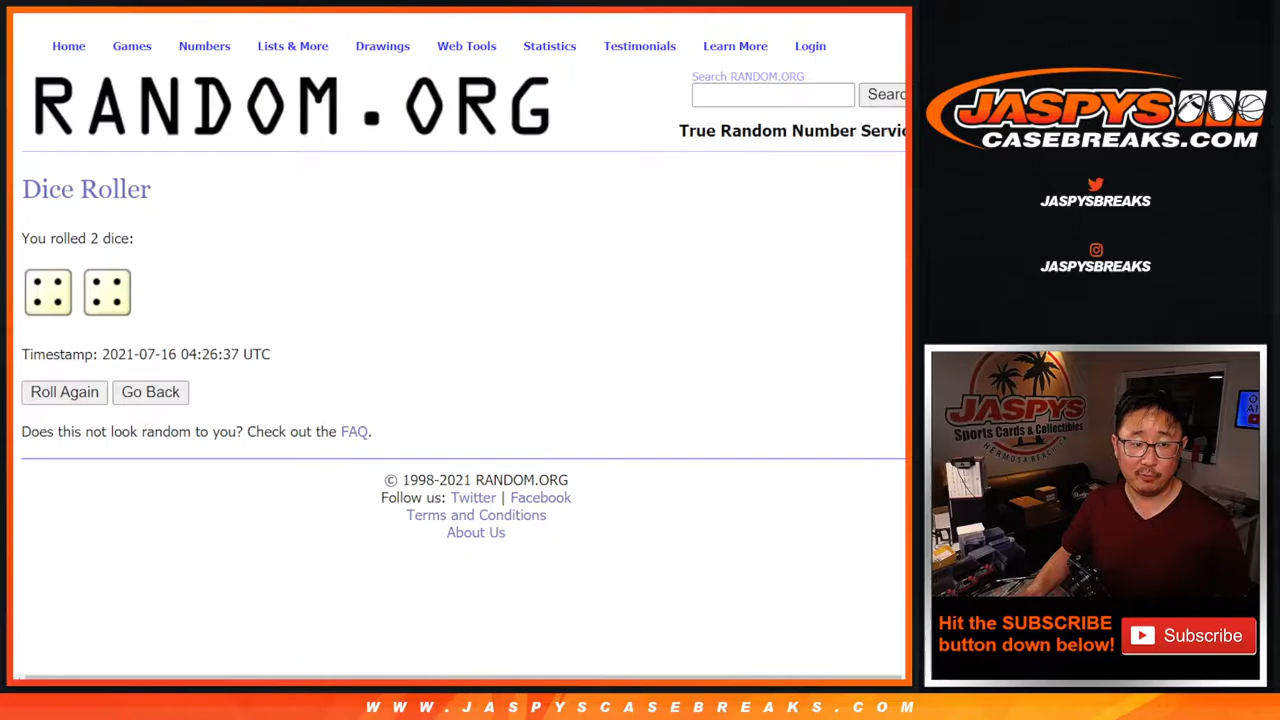 Home Games Numbers Lists & More Drawings Web Tools Statistics Testimonials Learn More Login
RANDOM.ORG
Search RANDOM.ORG
Searc
True Random Number Servic
Dice Roller
You rolled 2 dice:
Timestamp: 2021-07-16 04:26:37 UTC
Roll Again Go Back
Does this not look random to you? Check out the FAQ.
© 1998-2021 RANDOM.ORG
Follow us: Twitter | Facebook
Terms and Conditions
About Us
JASPYS
CASEBREAKS.COM
JASPYSBREAKS
JASPYSBREAKS
JASPYS
Sports Cards & Collectibles
HERMOSA BEACH
Hit the SUBSCRIBE
button down below!
Subscribe
WWW.JASPYSCASEBREAKS.COM